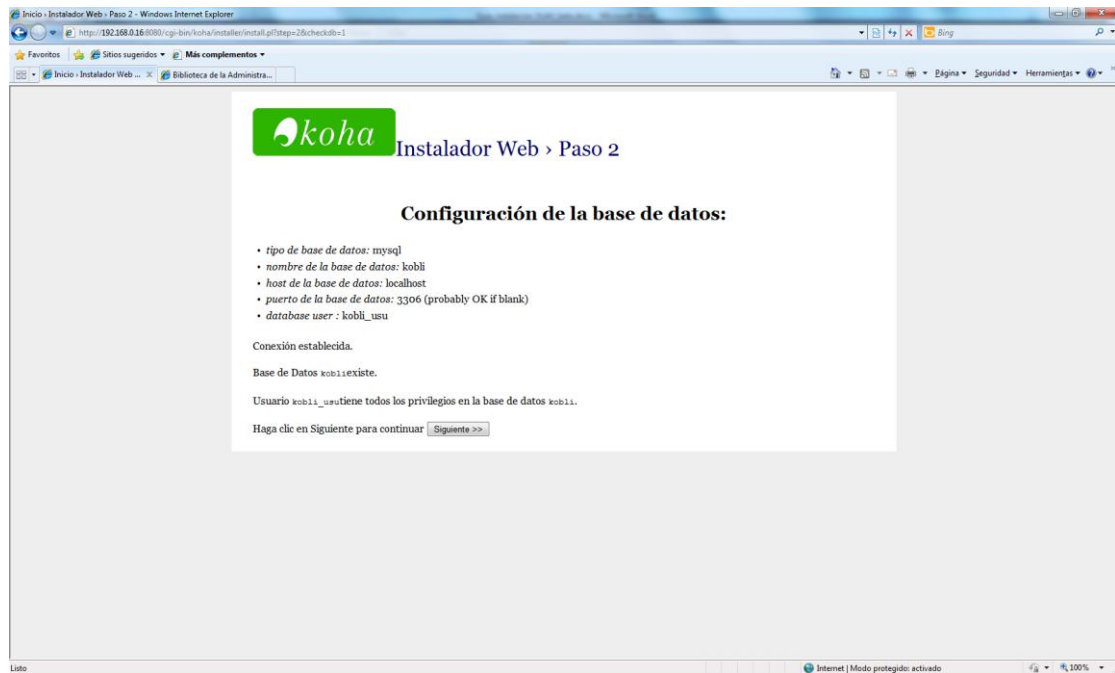 Inicio › Instalador Web › Paso 2 - Windows Internet Explorer
http://192.168.0.16:8080/cgi-bin/koha/installer/install.pl?step=2&checkdb=1
Bing
Favoritos
Sitios sugeridos
Más complementos
Inicio › Instalador Web ...
Biblioteca de la Administra...
Página
Seguridad
Herramientas
koha
Instalador Web › Paso 2
Configuración de la base de datos:
• tipo de base de datos: mysql
• nombre de la base de datos: kobli
• host de la base de datos: localhost
• puerto de la base de datos: 3306 (probably OK if blank)
• database user : kobli_usu
Conexión establecida.
Base de Datos kobliexiste.
Usuario kobli_usutiene todos los privilegios en la base de datos kobli.
Haga clic en Siguiente para continuar Siguiente >>
Listo
Internet | Modo protegido: activado
100%